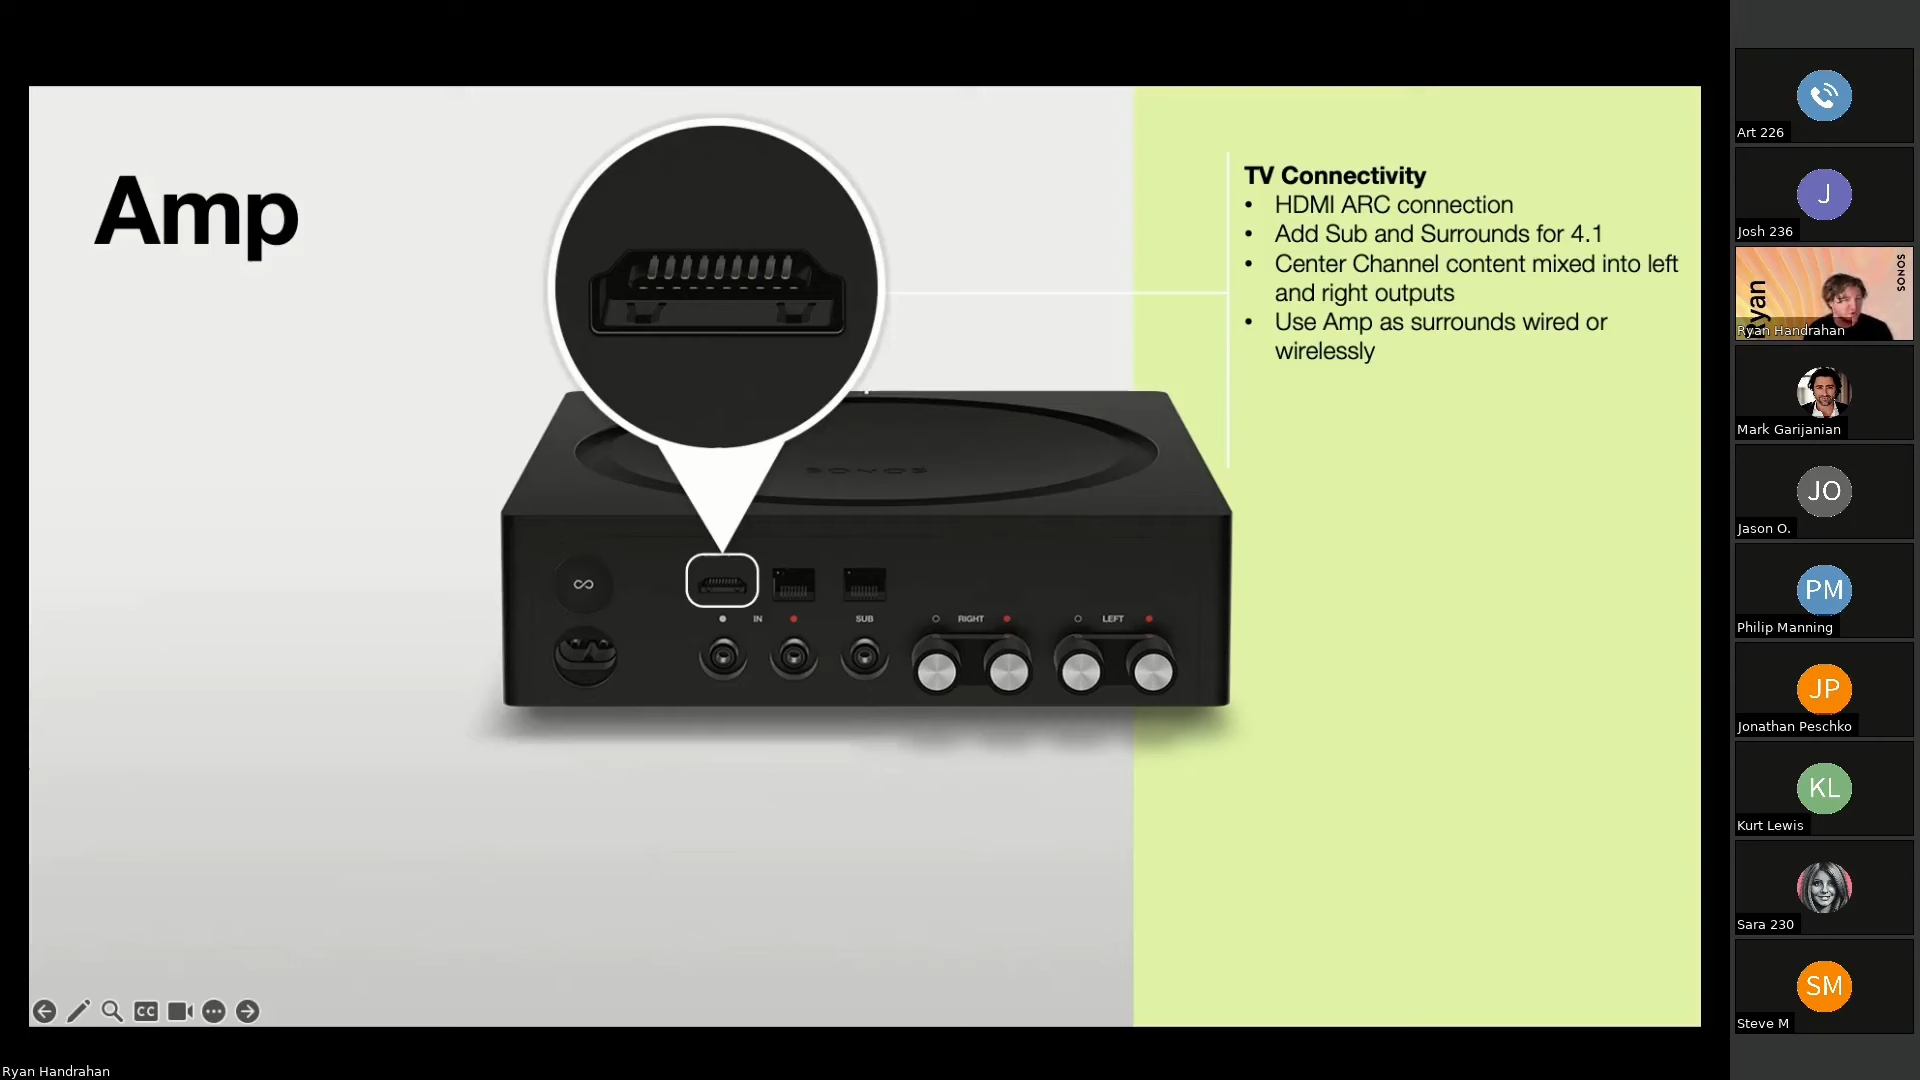 Amp
TV Connectivity
• HDMI ARC connection
• Add Sub and Surrounds for 4.1
• Center Channel content mixed into left
and right outputs
• Use Amp as surrounds wired or
wirelessly
SONOS
IN
SUB
RIGHT
LEFT
CC
Ryan Handrahan
Art 226
J
Josh 236
Ryan
SONOS
Ryan Handrahan
Mark Garijanian
JO
Jason O.
PM
Philip Manning
JP
Jonathan Peschko
KL
Kurt Lewis
Sara 230
SM
Steve M